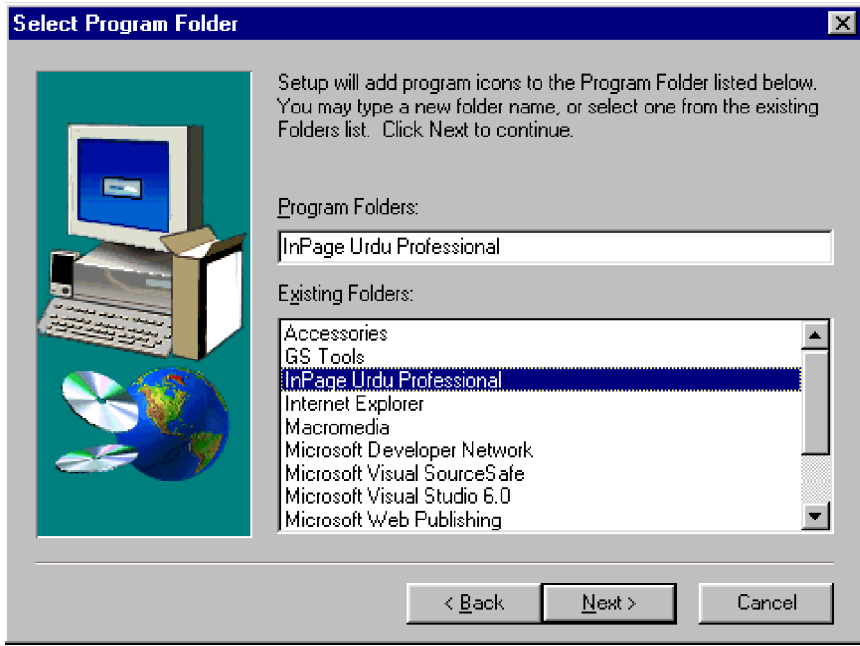 Select Program Folder
Setup will add program icons to the Program Folder listed below.
You may type a new folder name, or select one from the existing
Folders list. Click Next to continue.
Program Folders:
InPage Urdu Professional
Existing Folders:
Accessories
GS Tools
InPage Urdu Professional
Internet Explorer
Macromedia
Microsoft Developer Network
Microsoft Visual SourceSafe
Microsoft Visual Studio 6.0
Microsoft Web Publishing
< Back
Next >
Cancel